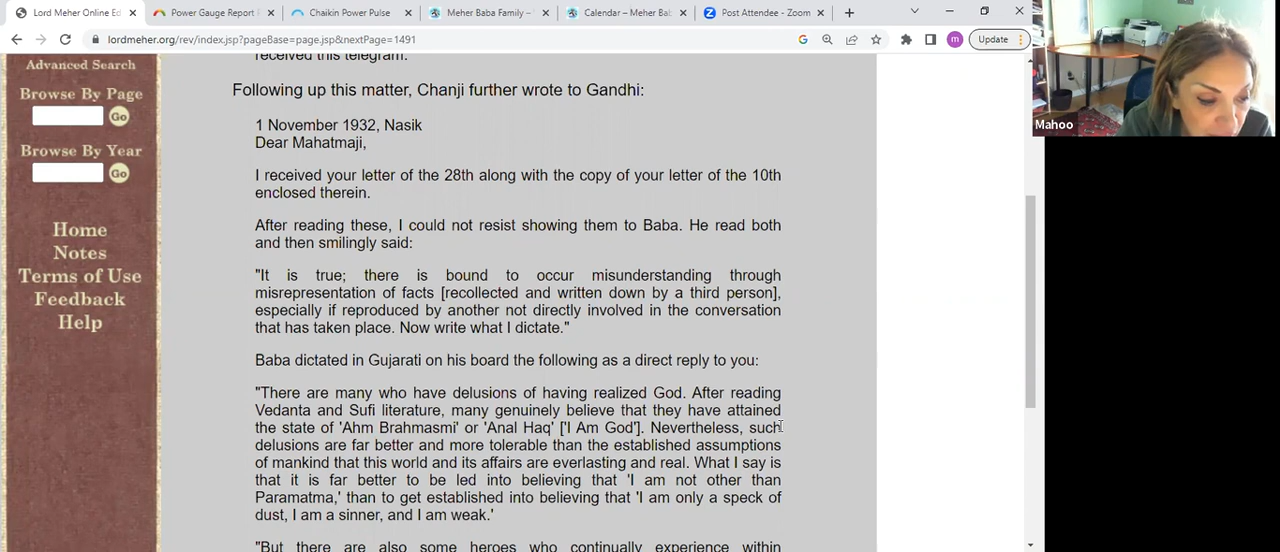 Lord Meher Online Ed
Power Gauge Report
Chaikin Power Pulse
Meher Baba Family –
Calendar – Meher Bab
Post Attendee - Zoom
lordmeher.org/rev/index.jsp?pageBase=page.jsp&nextPage=1491
m
Update
Mahoo
Advanced Search
Browse By Page
Go
Browse By Year
Go
Home
Notes
Terms of Use
Feedback
Help
received this telegram.
Following up this matter, Chanji further wrote to Gandhi:
1 November 1932, Nasik
Dear Mahatmaji,
I received your letter of the 28th along with the copy of your letter of the 10th
enclosed therein.
After reading these, I could not resist showing them to Baba. He read both
and then smilingly said:
"It is true; there is bound to occur misunderstanding through
misrepresentation of facts [recollected and written down by a third person],
especially if reproduced by another not directly involved in the conversation
that has taken place. Now write what I dictate."
Baba dictated in Gujarati on his board the following as a direct reply to you:
"There are many who have delusions of having realized God. After reading
Vedanta and Sufi literature, many genuinely believe that they have attained
the state of 'Ahm Brahmasmi' or 'Anal Haq' ['I Am God']. Nevertheless, such
delusions are far better and more tolerable than the established assumptions
of mankind that this world and its affairs are everlasting and real. What I say is
that it is far better to be led into believing that 'I am not other than
Paramatma,' than to get established into believing that 'I am only a speck of
dust, I am a sinner, and I am weak.'
"But there are also some heroes who continually experience within